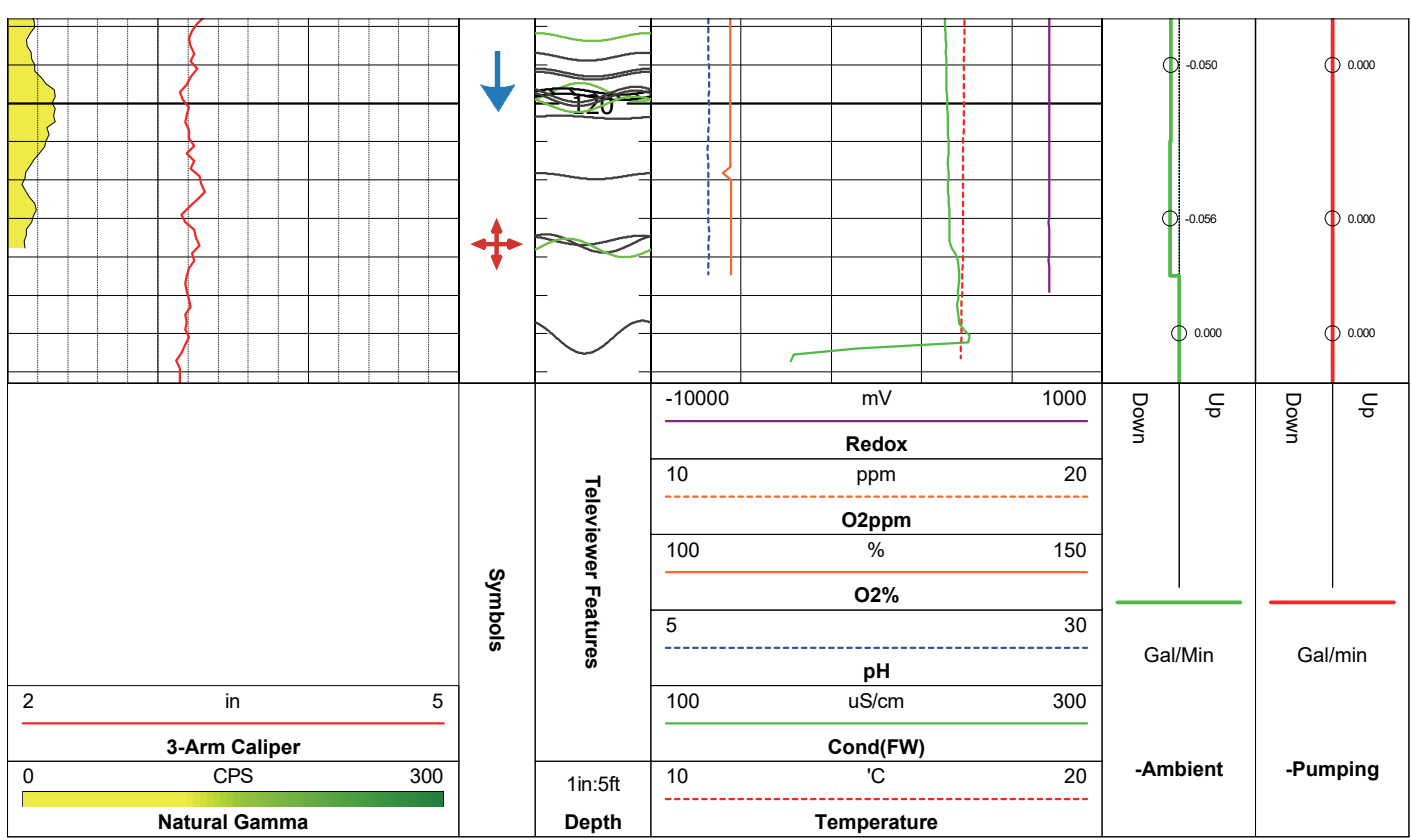 120
-0.050
0.000
-0.056
0.000
0.000
0.000
2 in 5
3-Arm Caliper
0 CPS 300
Natural Gamma
Symbols
Televiewer Features
1in:5ft
Depth
-10000 mV 1000
Redox
10 ppm 20
O2ppm
100 % 150
O2%
5 30
pH
100 uS/cm 300
Cond(FW)
10 'C 20
Temperature
Down Up
Gal/Min
-Ambient
Down Up
Gal/min
-Pumping